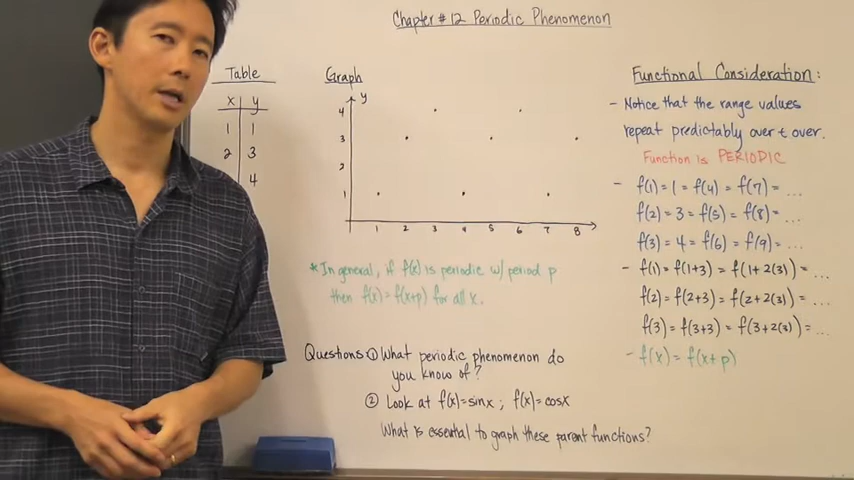 Chapter #12 Periodic Phenomenon
Table
x y
1 1
2 3
4
Graph
y
4
3
2
1
1 2 3 4 5 6 7 8
*In general, if f(x) is periodic w/ period p
then f(x) = f(x+p) for all x.
Questions: ① What periodic phenomenon do
you know of?
② Look at f(x)=sinx ; f(x)=cosx
What is essential to graph these parent functions?
Functional Consideration:
- Notice that the range values
repeat predictably over + over.
Function is PERIODIC
- f(1) = 1 = f(4) = f(7) = ...
f(2) = 3 = f(5) = f(8) = ...
f(3) = 4 = f(6) = f(9) = ...
- f(1) = f(1+3) = f(1+2(3)) = ...
f(2) = f(2+3) = f(2+2(3)) = ...
f(3) = f(3+3) = f(3+2(3)) = ...
- f(x) = f(x+p)